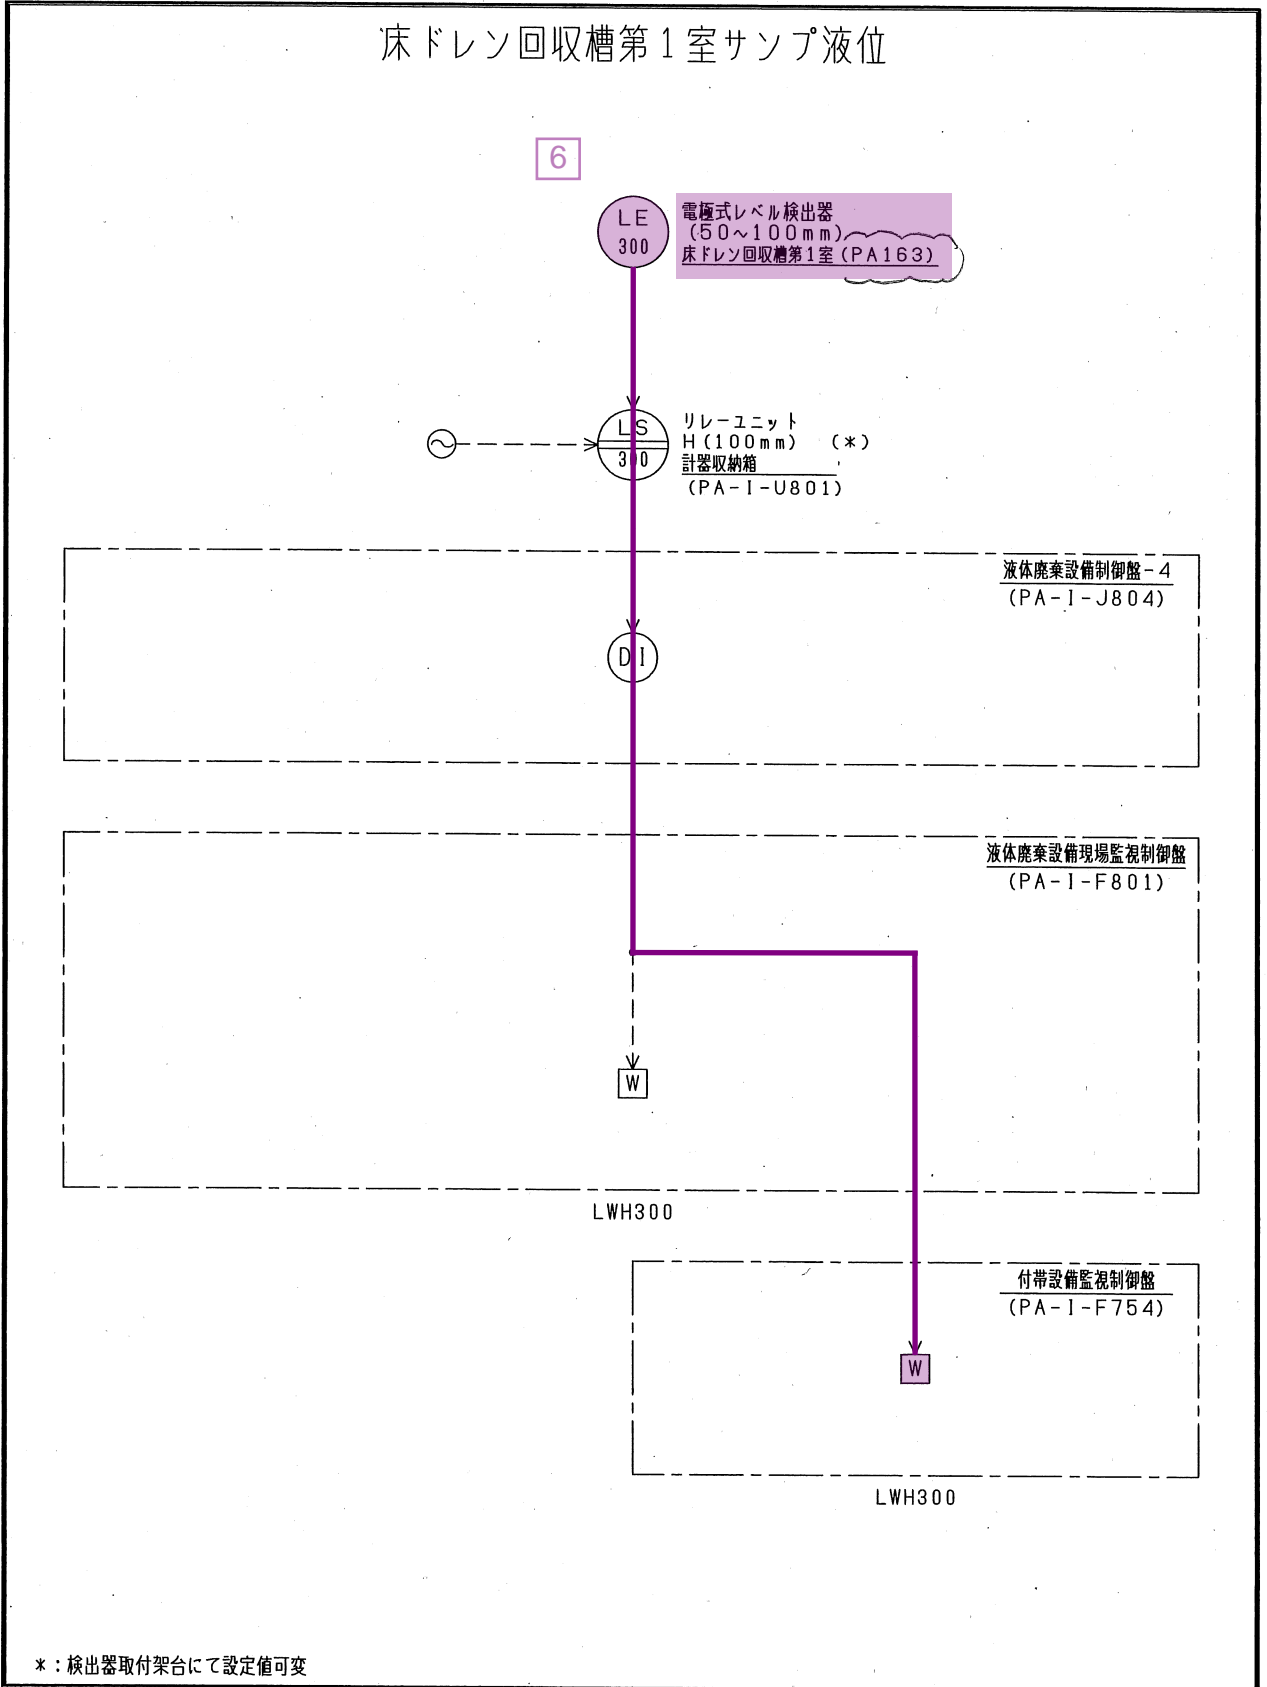 床ドレン回収槽第1室サンプ液位
6
LE
300
電極式レベル検出器
(50~100mm)
床ドレン回収槽第1室(PA163)
LS
300
リレーユニット
H(100mm) (*)
計器収納箱
(PA-I-U801)
液体廃棄設備制御盤-4
(PA-I-J804)
DI
液体廃棄設備現場監視制御盤
(PA-I-F801)
W
LWH300
付帯設備監視制御盤
(PA-I-F754)
W
LWH300
*:検出器取付架台にて設定値可変